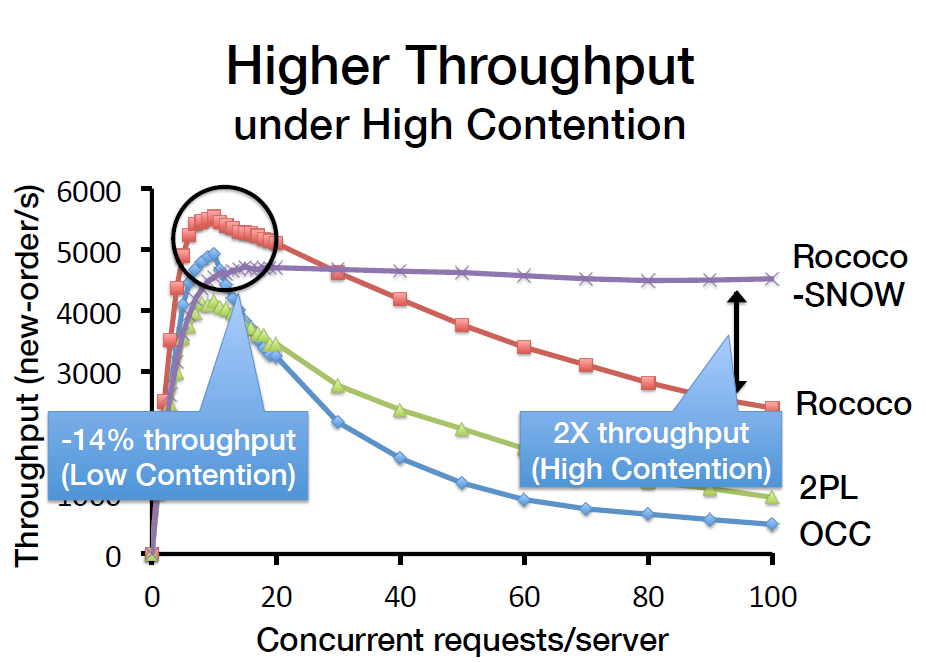 Higher Throughput
under High Contention
Throughput (new-order/s)
6000
5000
4000
3000
0
0
20
40
60
80
100
Concurrent requests/server
Rococo
-SNOW
Rococo
2PL
OCC
-14% throughput
(Low Contention)
2X throughput
(High Contention)